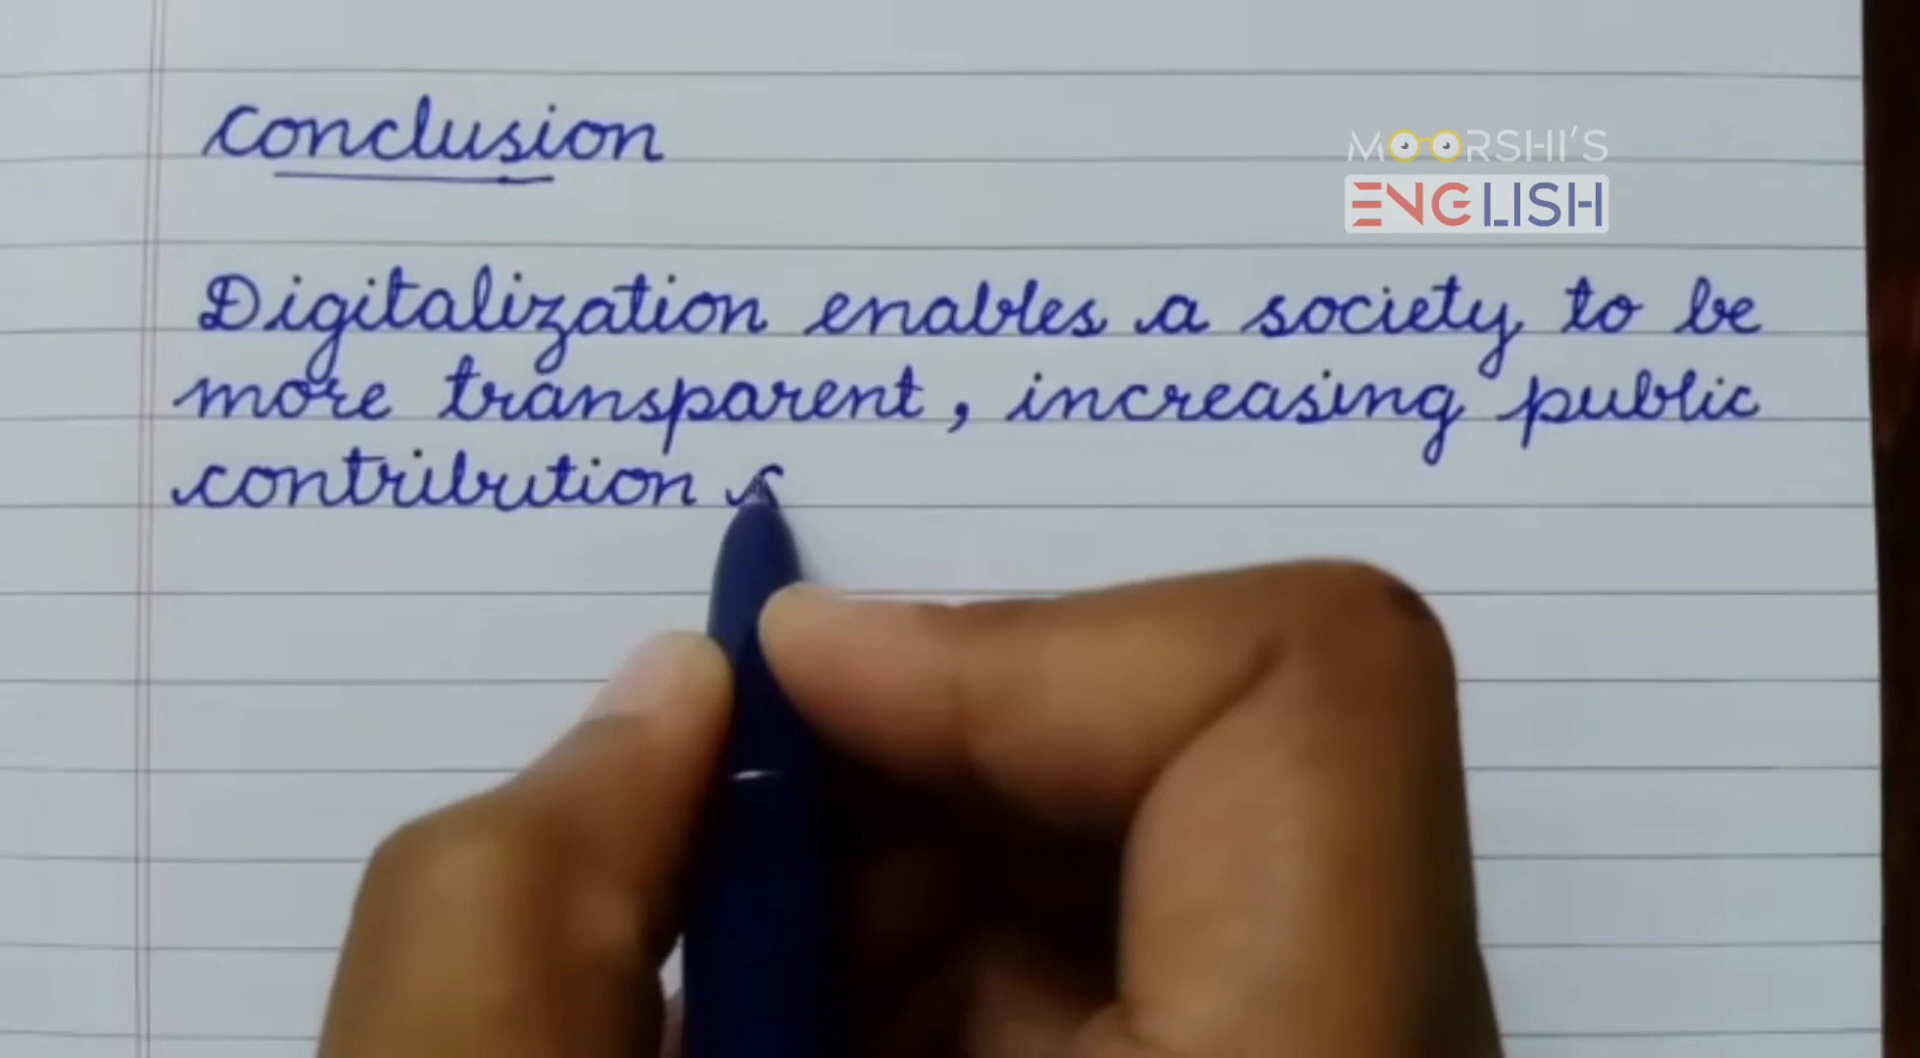 Conclusion
MOORSHI'S
ENGLISH
Digitalization enables a society to be
more transparent, increasing public
contribution